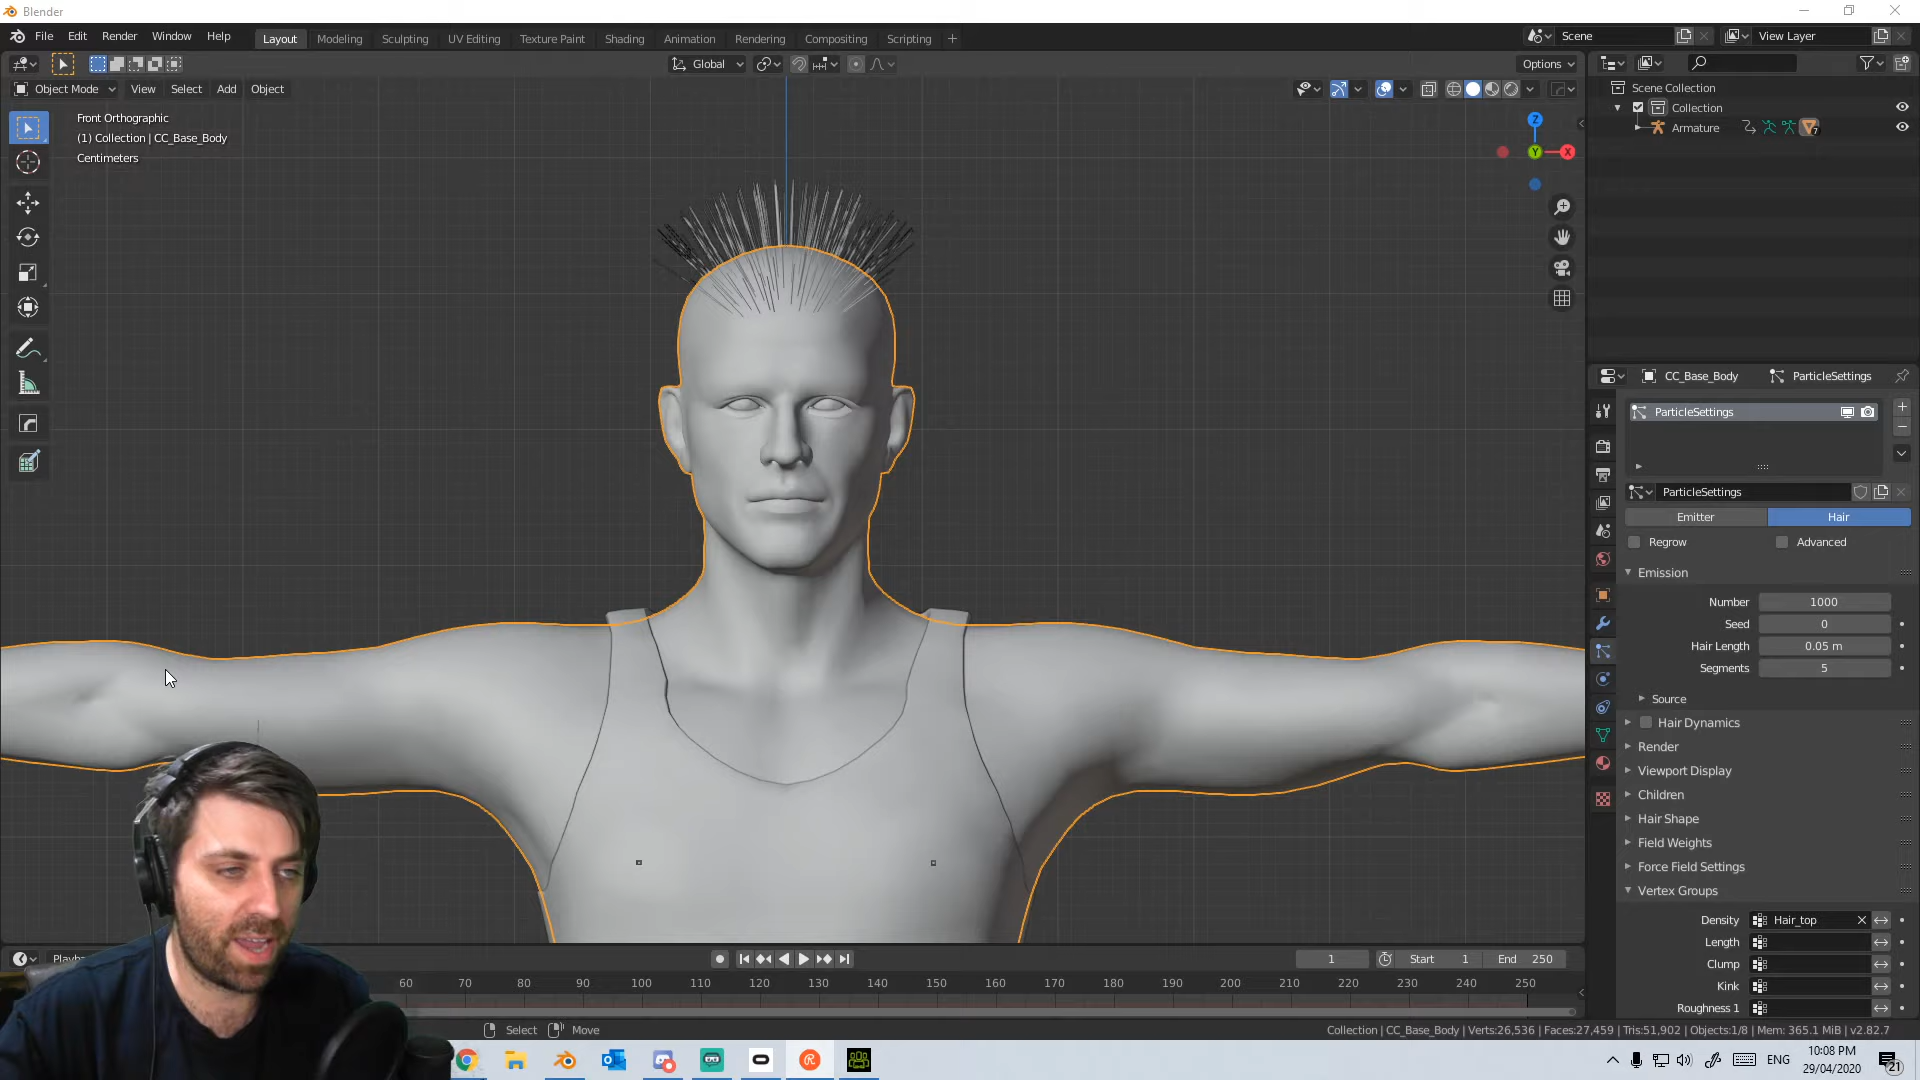 Blender
File Edit Render Window Help
Layout Modeling Sculpting UV Editing Texture Paint Shading Animation Rendering Compositing Scripting +
Scene
View Layer
Global
Options
Object Mode View Select Add Object
Front Orthographic
(1) Collection | CC_Base_Body
Centimeters
Z
Y
X
Scene Collection
Collection
Armature
7
CC_Base_Body
ParticleSettings
ParticleSettings
ParticleSettings
Emitter
Hair
Regrow
Advanced
Emission
Number 1000
Seed 0
Hair Length 0.05 m
Segments 5
Source
Hair Dynamics
Render
Viewport Display
Children
Hair Shape
Field Weights
Force Field Settings
Vertex Groups
Density Hair_top
Length
Clump
Kink
Roughness 1
1
Start 1
End 250
60 70 80 90 100 110 120 130 140 150 160 170 180 190 200 210 220 230 240 250
Select
Move
Collection | CC_Base_Body | Verts:26,536 | Faces:27,459 | Tris:51,902 | Objects:1/8 | Mem: 365.1 MiB | v2.82.7
ENG
10:08 PM
29/04/2020
21